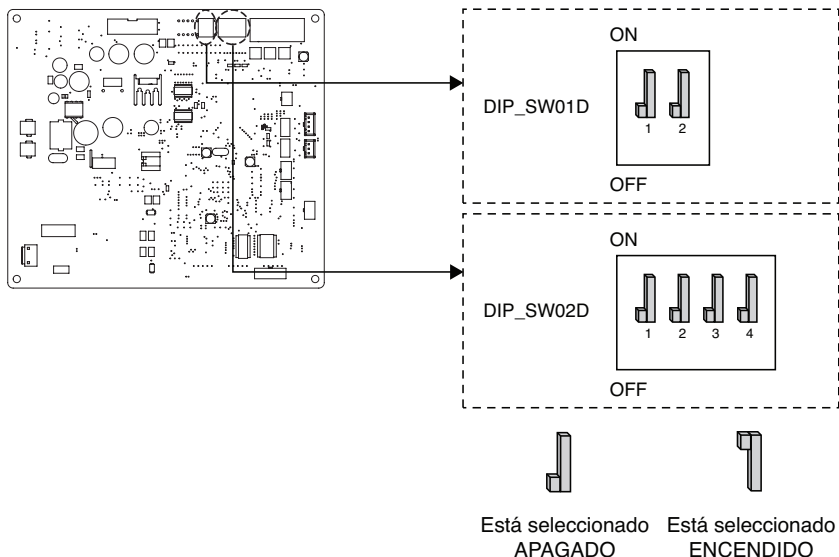 ON
DIP_SW01D
1 2
OFF
ON
DIP_SW02D
1 2 3 4
OFF
Está seleccionado
APAGADO
Está seleccionado
ENCENDIDO